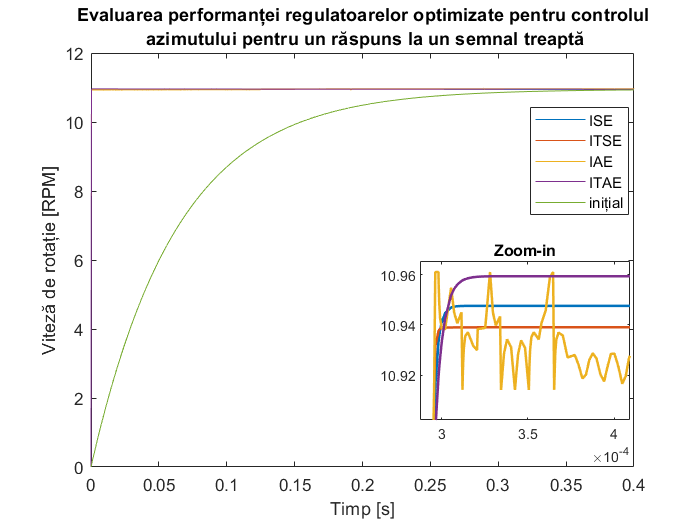 Evaluarea performanței regulatoarelor optimizate pentru controlul
azimutului pentru un răspuns la un semnal treaptă
12
10
8
6
4
2
0
Viteză de rotație [RPM]
0 0.05 0.1 0.15 0.2 0.25 0.3 0.35 0.4
Timp [s]
ISE
ITSE
IAE
ITAE
inițial
Zoom-in
10.96
10.94
10.92
3 3.5 4
×10-4